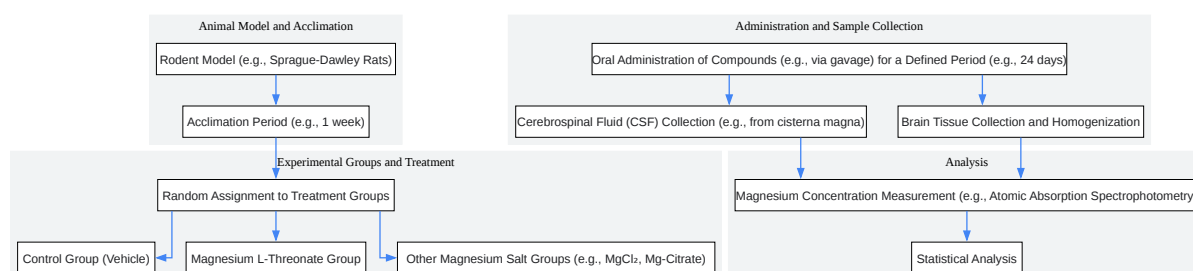 Animal Model and Acclimation
Rodent Model (e.g., Sprague-Dawley Rats)
Acclimation Period (e.g., 1 week)
Experimental Groups and Treatment
Random Assignment to Treatment Groups
Control Group (Vehicle)
Magnesium L-Threonate Group
Other Magnesium Salt Groups (e.g., MgCl₂, Mg-Citrate)
Administration and Sample Collection
Oral Administration of Compounds (e.g., via gavage) for a Defined Period (e.g., 24 days)
Cerebrospinal Fluid (CSF) Collection (e.g., from cisterna magna)
Brain Tissue Collection and Homogenization
Analysis
Magnesium Concentration Measurement (e.g., Atomic Absorption Spectrophotometry
Statistical Analysis